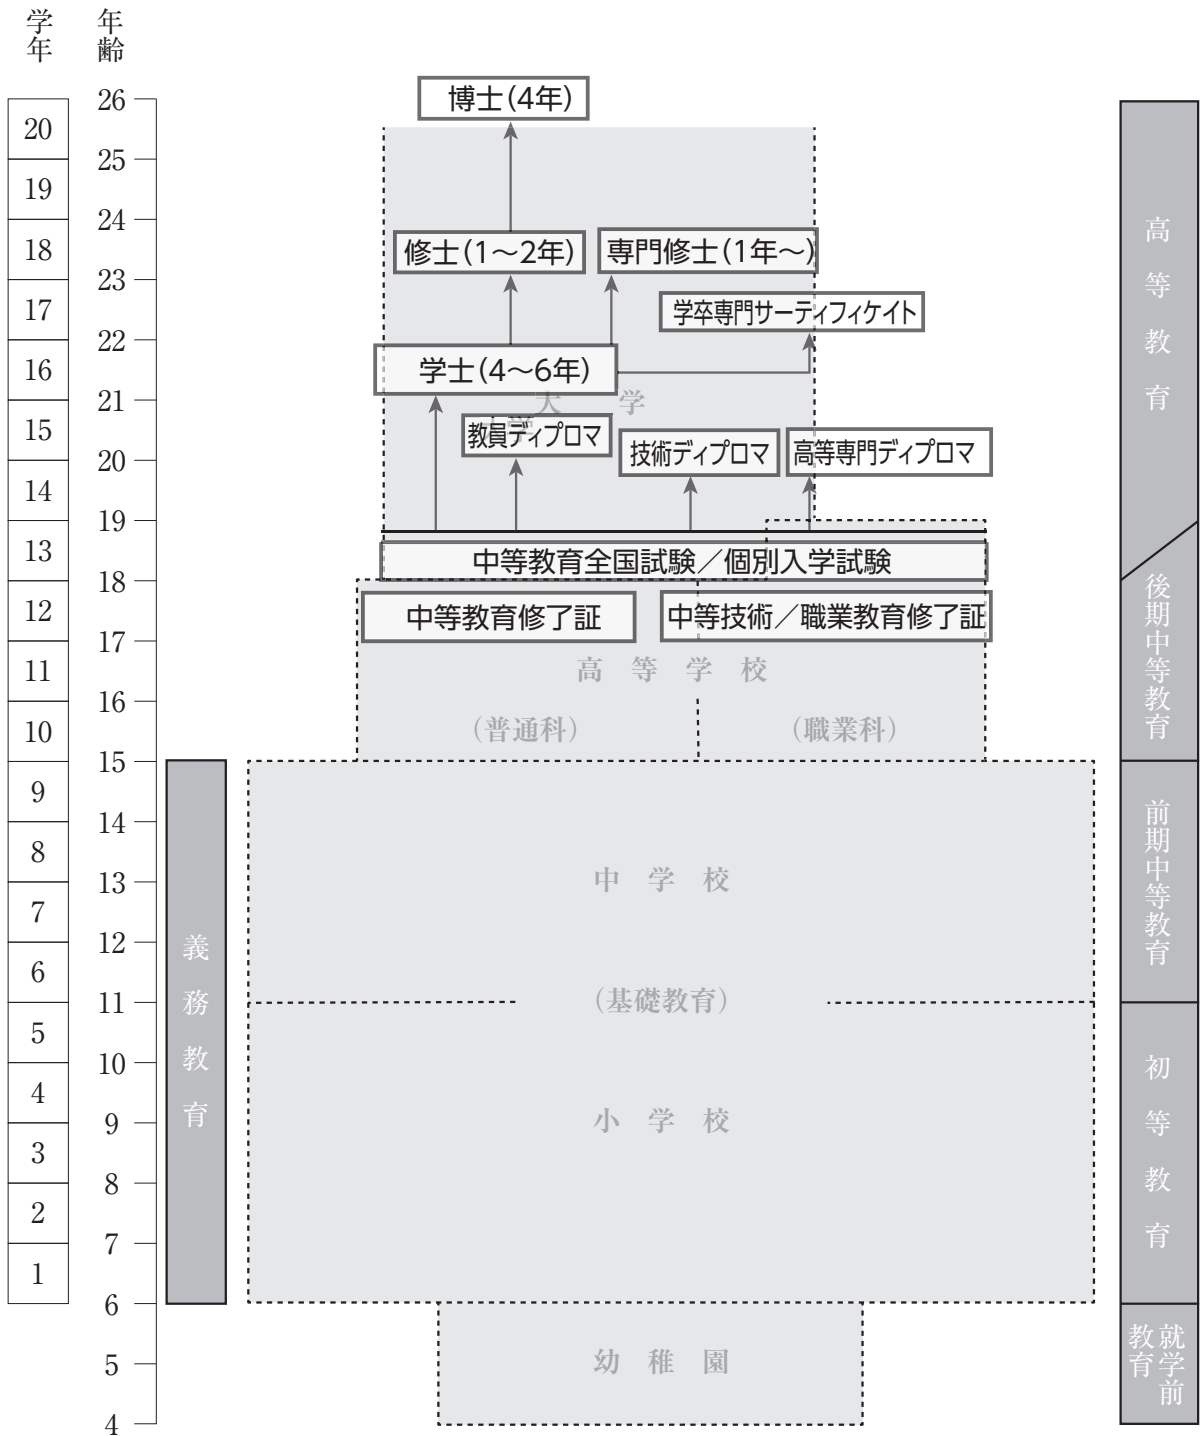 学年
年齢
26
20
25
19
24
18
23
17
22
16
21
15
20
14
19
13
18
12
17
11
16
10
15
9
14
8
13
7
12
6
11
5
10
4
9
3
8
2
7
1
6
5
4
義務教育
博士(4年)
修士(1～2年)
専門修士(1年～)
学卒専門サーティフィケイト
学士(4～6年)
大学
大学
教員ディプロマ
技術ディプロマ
高等専門ディプロマ
中等教育全国試験／個別入学試験
中等教育修了証
中等技術／職業教育修了証
高等学校
(普通科)
(職業科)
中学校
(基礎教育)
小学校
幼稚園
高等教育
後期中等教育
前期中等教育
初等教育
就学前
教育